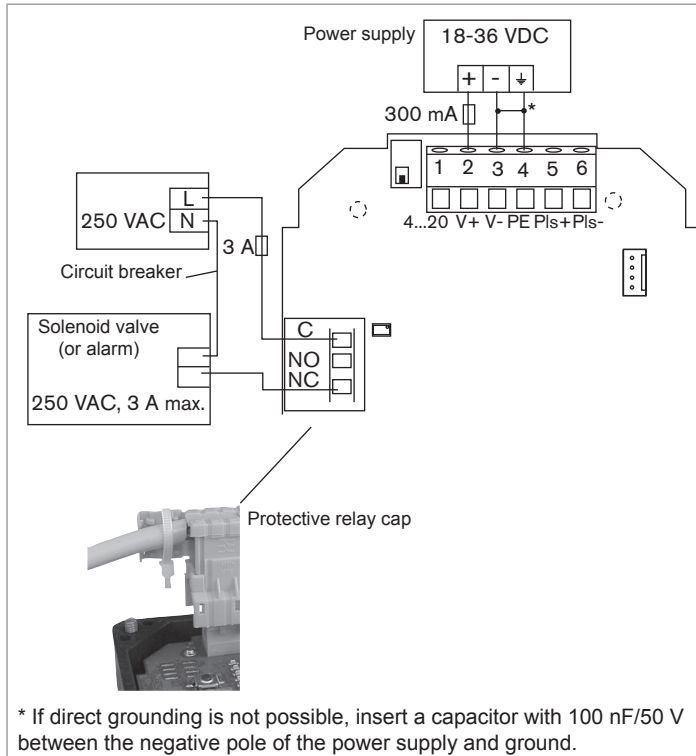 Power supply
18-36 VDC
+ - ⏚
300 mA
*
1 2 3 4 5 6
4...20 V+ V- PE Pls+ Pls-
L
250 VAC N
3 A
Circuit breaker
Solenoid valve
(or alarm)
250 VAC, 3 A max.
C
NO
NC
Protective relay cap
* If direct grounding is not possible, insert a capacitor with 100 nF/50 V
between the negative pole of the power supply and ground.